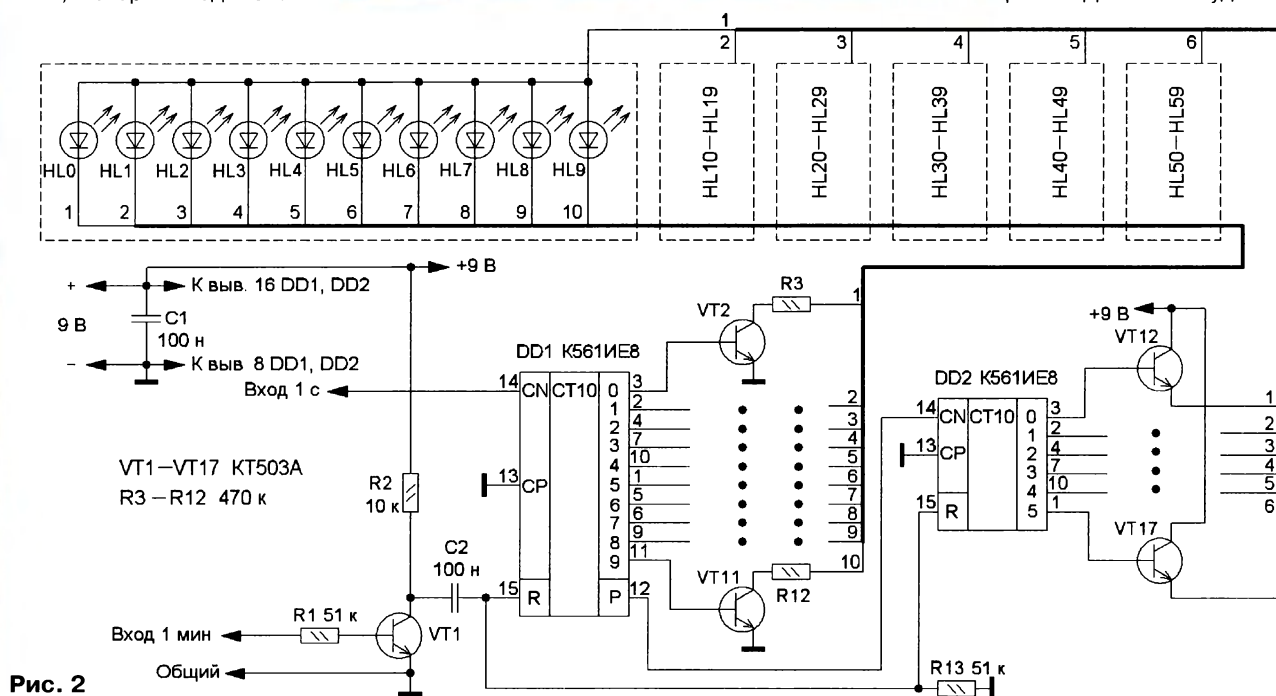 1
2 3 4 5 6
HL0 HL1 HL2 HL3 HL4 HL5 HL6 HL7 HL8 HL9
HL10–HL19
HL20–HL29
HL30–HL39
HL40–HL49
HL50–HL59
1 2 3 4 5 6 7 8 9 10
+9 В
+ К выв. 16 DD1, DD2
9 В
C1
100 н
– К выв. 8 DD1, DD2
Вход 1 с
VT1–VT17 КТ503А
R3–R12 470 к
R2
10 к
C2
100 н
R1 51 к
Вход 1 мин
VT1
Общий
DD1 К561ИЕ8
14 CN CT10 0 3
1 2
2 4
3 7
4 10
13 CP 5 1
6 5
7 6
8 9
9 11
15 R P 12
VT2
R3
1
2
3
4
5
6
7
8
9
10
VT11
R12
+9 В
VT12
DD2 К561ИЕ8
14 CN CT10 0 3
1 2
13 CP 2 4
3 7
4 10
15 R 5 1
VT17
1
2
3
4
5
6
R13 51 к
Рис. 2